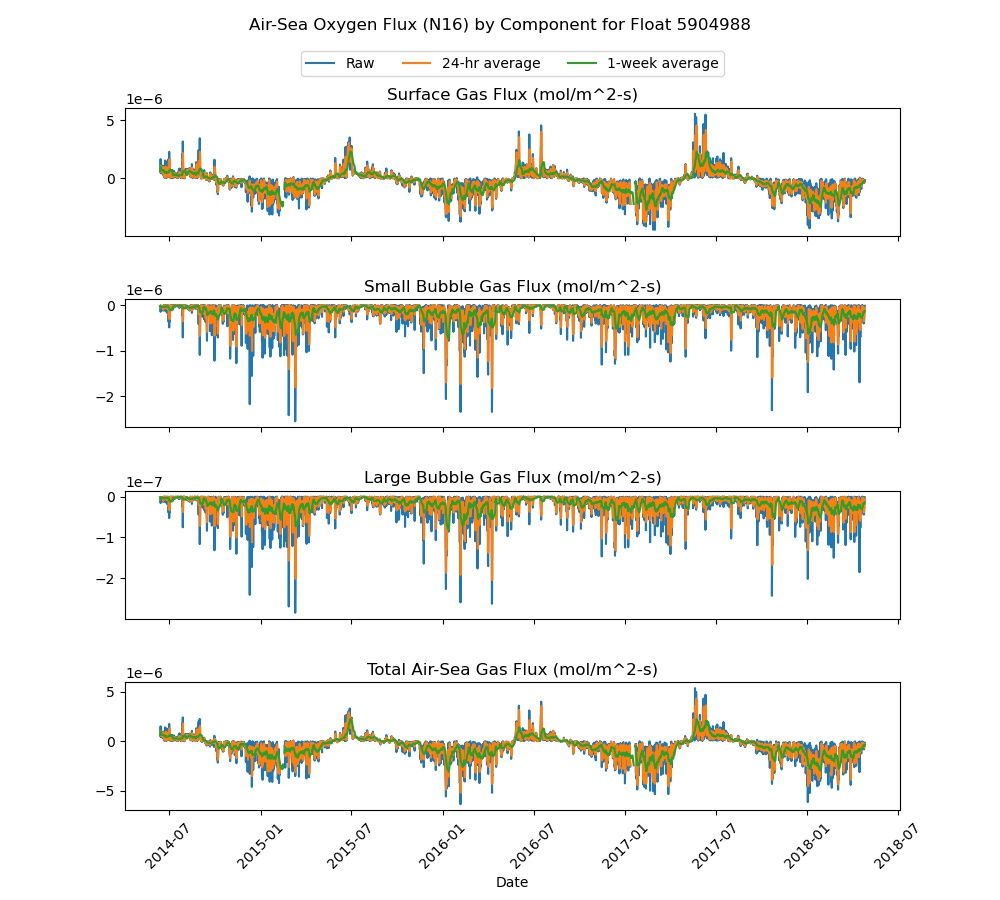 Air-Sea Oxygen Flux (N16) by Component for Float 5904988
Raw 24-hr average 1-week average
1e−6
Surface Gas Flux (mol/m^2-s)
5
0
1e−6
Small Bubble Gas Flux (mol/m^2-s)
0
−1
−2
1e−7
Large Bubble Gas Flux (mol/m^2-s)
0
−1
−2
1e−6
Total Air-Sea Gas Flux (mol/m^2-s)
5
0
−5
2014-07 2015-01 2015-07 2016-01 2016-07 2017-01 2017-07 2018-01 2018-07
Date